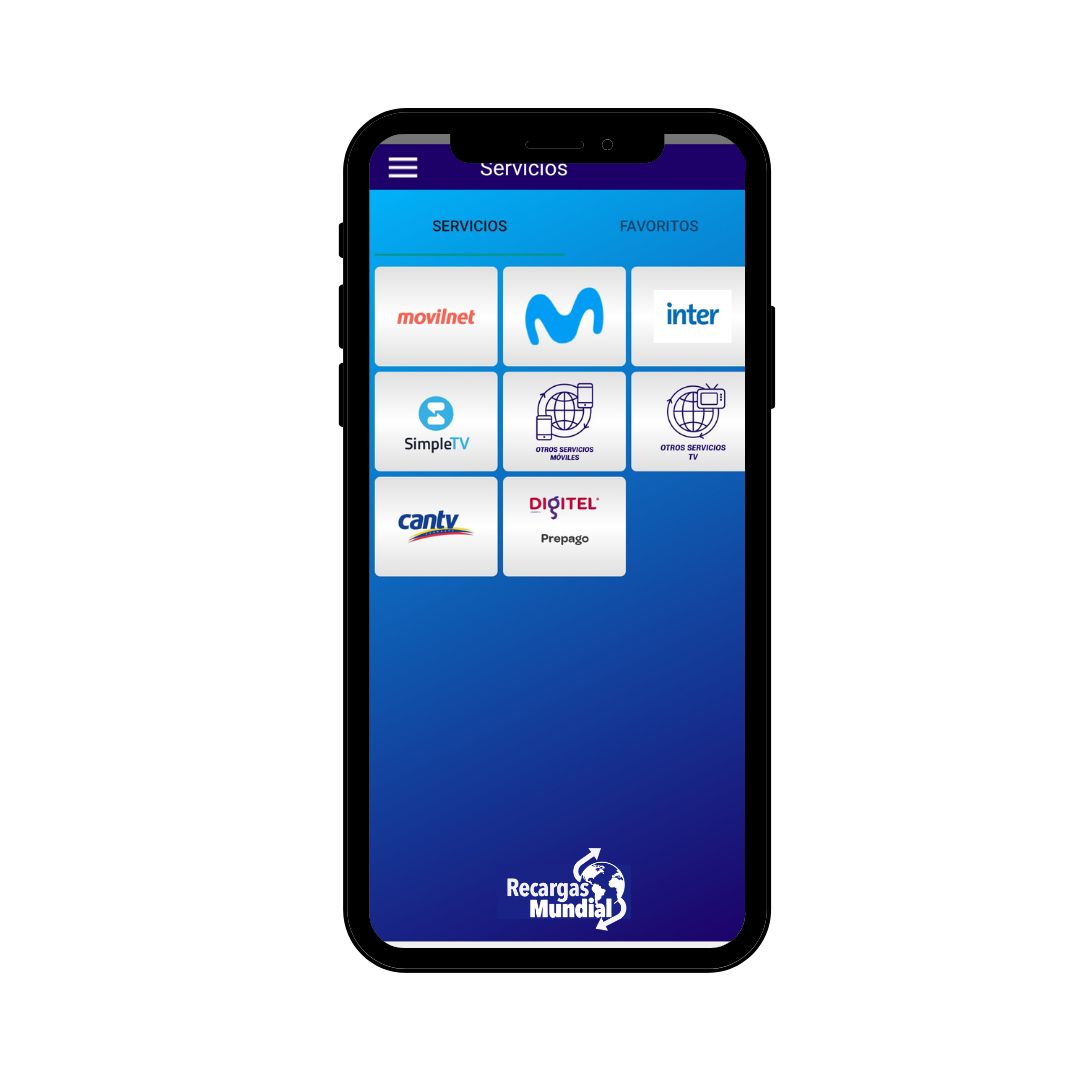 Servicios
SERVICIOS
FAVORITOS
movilnet
inter
SimpleTV
OTROS SERVICIOS
MÓVILES
OTROS SERVICIOS
TV
cantv
DIGITEL
Prepago
Recargas
Mundial